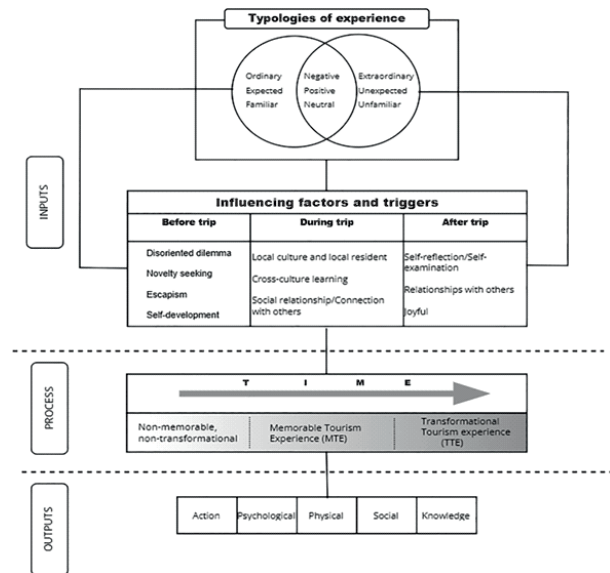 Typologies of experience
Ordinary
Expected
Familiar
Negative
Positive
Neutral
Extraordinary
Unexpected
Unfamiliar
INPUTS
Influencing factors and triggers
Before trip
During trip
After trip
Disoriented dilemma
Novelty seeking
Escapism
Self-development
Local culture and local resident
Cross-culture learning
Social relationship/Connection
with others
Self-reflection/Self-
examination
Relationships with others
Joyful
PROCESS
T I M E
Non-memorable,
non-transformational
Memorable Tourism
Experience (MTE)
Transformational
Tourism experience
(TTE)
OUTPUTS
Action
Psychological
Physical
Social
Knowledge